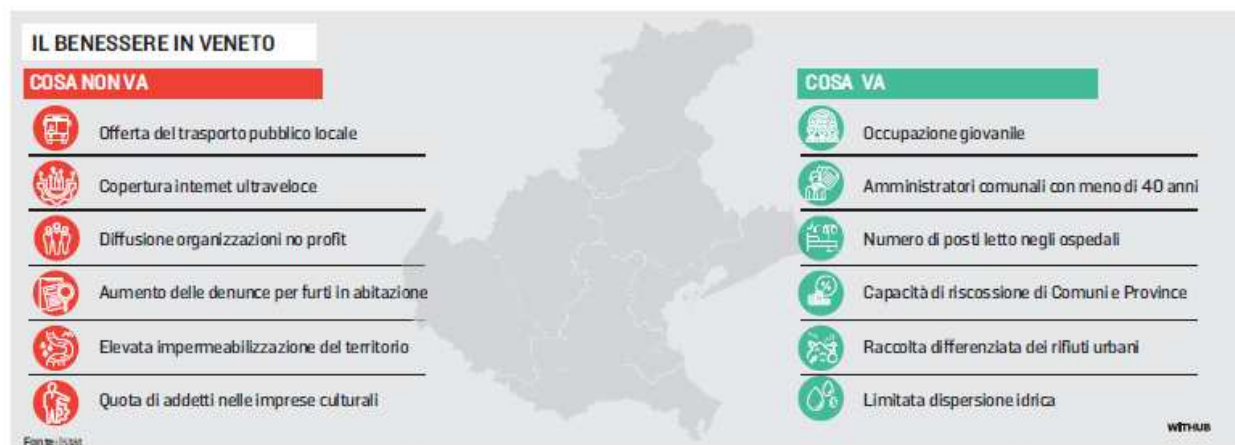 IL BENESSERE IN VENETO
COSA NON VA
Offerta del trasporto pubblico locale
Copertura internet ultraveloce
Diffusione organizzazioni no profit
Aumento delle denunce per furti in abitazione
Elevata impermeabilizzazione del territorio
Quota di addetti nelle imprese culturali
Fonte: Istat
COSA VA
Occupazione giovanile
Amministratori comunali con meno di 40 anni
Numero di posti letto negli ospedali
Capacità di riscossione di Comuni e Province
Raccolta differenziata dei rifiuti urbani
Limitata dispersione idrica
WITHUB